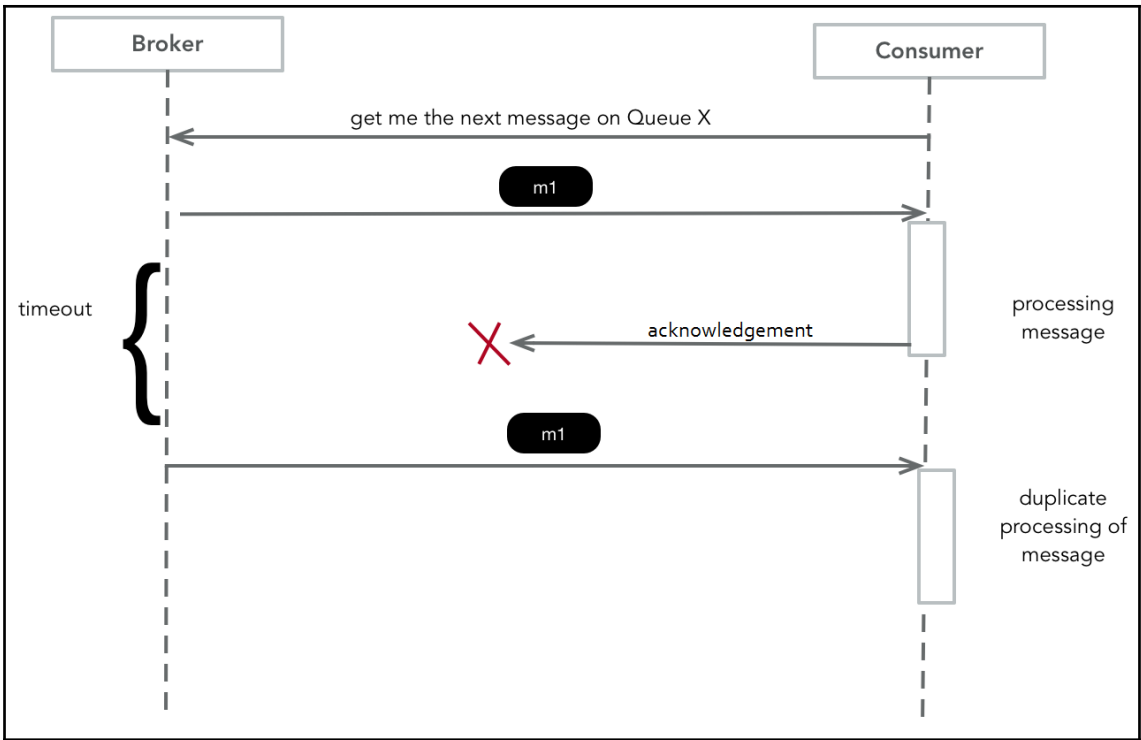 Broker
Consumer
get me the next message on Queue X
m1
timeout
processing
message
acknowledgement
m1
duplicate
processing of
message